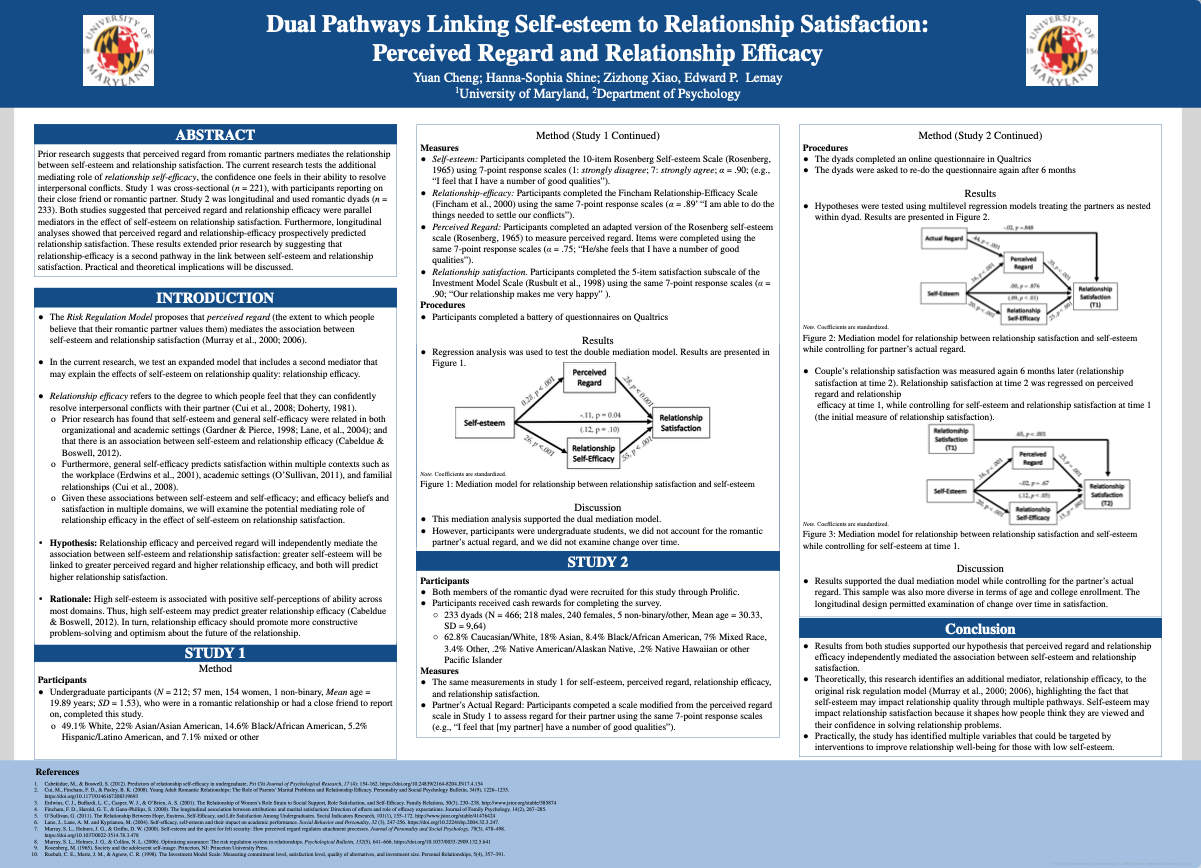 Dual Pathways Linking Self-esteem to Relationship Satisfaction:
Perceived Regard and Relationship Efficacy
Yuan Cheng; Hanna-Sophia Shine; Zizhong Xiao, Edward P. Lemay
1University of Maryland, 2Department of Psychology
UNIVERSITY OF
18 56
MARYLAND
UNIVERSITY OF
18 56
MARYLAND
ABSTRACT
Prior research suggests that perceived regard from romantic partners mediates the relationship
between self-esteem and relationship satisfaction. The current research tests the additional
mediating role of relationship self-efficacy, the confidence one feels in their ability to resolve
interpersonal conflicts. Study 1 was cross-sectional (n = 221), with participants reporting on
their close friend or romantic partner. Study 2 was longitudinal and used romantic dyads (n =
233). Both studies suggested that perceived regard and relationship efficacy were parallel
mediators in the effect of self-esteem on relationship satisfaction. Furthermore, longitudinal
analyses showed that perceived regard and relationship-efficacy prospectively predicted
relationship satisfaction. These results extended prior research by suggesting that
relationship-efficacy is a second pathway in the link between self-esteem and relationship
satisfaction. Practical and theoretical implications will be discussed.
INTRODUCTION
● The Risk Regulation Model proposes that perceived regard (the extent to which people
believe that their romantic partner values them) mediates the association between
self-esteem and relationship satisfaction (Murray et al., 2000; 2006).
● In the current research, we test an expanded model that includes a second mediator that
may explain the effects of self-esteem on relationship quality: relationship efficacy.
● Relationship efficacy refers to the degree to which people feel that they can confidently
resolve interpersonal conflicts with their partner (Cui et al., 2008; Doherty, 1981).
o Prior research has found that self-esteem and general self-efficacy were related in both
organizational and academic settings (Gardner & Pierce, 1998; Lane, et al., 2004); and
that there is an association between self-esteem and relationship efficacy (Cabeldue &
Boswell, 2012).
o Furthermore, general self-efficacy predicts satisfaction within multiple contexts such as
the workplace (Erdwins et al., 2001), academic settings (O'Sullivan, 2011), and familial
relationships (Cui et al., 2008).
o Given these associations between self-esteem and self-efficacy; and efficacy beliefs and
satisfaction in multiple domains, we will examine the potential mediating role of
relationship efficacy in the effect of self-esteem on relationship satisfaction.
• Hypothesis: Relationship efficacy and perceived regard will independently mediate the
association between self-esteem and relationship satisfaction: greater self-esteem will be
linked to greater perceived regard and higher relationship efficacy, and both will predict
higher relationship satisfaction.
• Rationale: High self-esteem is associated with positive self-perceptions of ability across
most domains. Thus, high self-esteem may predict greater relationship efficacy (Cabeldue
& Boswell, 2012). In turn, relationship efficacy should promote more constructive
problem-solving and optimism about the future of the relationship.
STUDY 1
Method
Participants
● Undergraduate participants (N = 212; 57 men, 154 women, 1 non-binary, Mean age =
19.89 years; SD = 1.53), who were in a romantic relationship or had a close friend to report
on, completed this study.
o 49.1% White, 22% Asian/Asian American, 14.6% Black/African American, 5.2%
Hispanic/Latino American, and 7.1% mixed or other
Method (Study 1 Continued)
Measures
● Self-esteem: Participants completed the 10-item Rosenberg Self-esteem Scale (Rosenberg,
1965) using 7-point response scales (1: strongly disagree; 7: strongly agree; α = .90; (e.g.,
“I feel that I have a number of good qualities”).
● Relationship-efficacy: Participants completed the Fincham Relationship-Efficacy Scale
(Fincham et al., 2000) using the same 7-point response scales (α = .89’ “I am able to do the
things needed to settle our conflicts”).
● Perceived Regard: Participants completed an adapted version of the Rosenberg self-esteem
scale (Rosenberg, 1965) to measure perceived regard. Items were completed using the
same 7-point response scales (α = .75; “He/she feels that I have a number of good
qualities”).
● Relationship satisfaction. Participants completed the 5-item satisfaction subscale of the
Investment Model Scale (Rusbult et al., 1998) using the same 7-point response scales (α =
.90; “Our relationship makes me very happy” ).
Procedures
● Participants completed a battery of questionnaires on Qualtrics
Results
● Regression analysis was used to test the double mediation model. Results are presented in
Figure 1.
Perceived
Regard
0.28, p < .001
.28, p < 0.001
Self-esteem
-.11, p = 0.04
(.12, p = .10)
Relationship
Satisfaction
.26, p < .001
.55, p < .001
Relationship
Self-Efficacy
Note. Coefficients are standardized.
Figure 1: Mediation model for relationship between relationship satisfaction and self-esteem
Discussion
● This mediation analysis supported the dual mediation model.
● However, participants were undergraduate students, we did not account for the romantic
partner's actual regard, and we did not examine change over time.
STUDY 2
Participants
● Both members of the romantic dyad were recruited for this study through Prolific.
● Participants received cash rewards for completing the survey.
○ 233 dyads (N = 466; 218 males, 240 females, 5 non-binary/other, Mean age = 30.33,
SD = 9,64)
○ 62.8% Caucasian/White, 18% Asian, 8.4% Black/African American, 7% Mixed Race,
3.4% Other, .2% Native American/Alaskan Native, .2% Native Hawaiian or other
Pacific Islander
Measures
● The same measurements in study 1 for self-esteem, perceived regard, relationship efficacy,
and relationship satisfaction.
● Partner's Actual Regard: Participants competed a scale modified from the perceived regard
scale in Study 1 to assess regard for their partner using the same 7-point response scales
(e.g., “I feel that [my partner] have a number of good qualities”).
Method (Study 2 Continued)
Procedures
● The dyads completed an online questionnaire in Qualtrics
● The dyads were asked to re-do the questionnaire again after 6 months
Results
● Hypotheses were tested using multilevel regression models treating the partners as nested
within dyad. Results are presented in Figure 2.
Actual Regard
-.02, p =.848
.44, p < .001
Perceived
Regard
Self-Esteem
.00, p = .876
(.09, p < .01)
Relationship
Satisfaction
(T1)
Relationship
Self-Efficacy
Note. Coefficients are standardized.
Figure 2: Mediation model for relationship between relationship satisfaction and self-esteem
while controlling for partner's actual regard.
● Couple's relationship satisfaction was measured again 6 months later (relationship
satisfaction at time 2). Relationship satisfaction at time 2 was regressed on perceived
regard and relationship
efficacy at time 1, while controlling for self-esteem and relationship satisfaction at time 1
(the initial measure of relationship satisfaction).
Relationship
Satisfaction
(T1)
.65, p < .001
Perceived
Regard
Self-Esteem
-.02, p = .67
(.12, p < .05)
Relationship
Satisfaction
(T2)
Relationship
Self-Efficacy
Note. Coefficients are standardized.
Figure 3: Mediation model for relationship between relationship satisfaction and self-esteem
while controlling for self-esteem at time 1.
Discussion
● Results supported the dual mediation model while controlling for the partner's actual
regard. This sample was also more diverse in terms of age and college enrollment. The
longitudinal design permitted examination of change over time in satisfaction.
Conclusion
● Results from both studies supported our hypothesis that perceived regard and relationship
efficacy independently mediated the association between self-esteem and relationship
satisfaction.
● Theoretically, this research identifies an additional mediator, relationship efficacy, to the
original risk regulation model (Murray et al., 2000; 2006), highlighting the fact that
self-esteem may impact relationship quality through multiple pathways. Self-esteem may
impact relationship satisfaction because it shapes how people think they are viewed and
their confidence in solving relationship problems.
● Practically, the study has identified multiple variables that could be targeted by
interventions to improve relationship well-being for those with low self-esteem.
References
1. Cabeldue, M., & Boswell, S. (2012). Predictors of relationship self-efficacy in undergraduate. Psi Chi Journal of Psychological Research, 17(4): 154-162, https://doi.org/10.24839/2164-8204.JN17.4.154
2. Cui, M., Fincham, F. D., & Pasley, B. K. (2008). Young Adult Romantic Relationships: The Role of Parents' Marital Problems and Relationship Efficacy. Personality and Social Psychology Bulletin, 34(9), 1226–1235.
https://doi.org/10.1177/0146167208319693
3. Erdwins, C. J., Buffardi, L. C., Casper, W. J., & O'Brien, A. S. (2001). The Relationship of Women's Role Strain to Social Support, Role Satisfaction, and Self-Efficacy. Family Relations, 50(3), 230–238. http://www.jstor.org/stable/585874
4. Fincham, F. D., Harold, G. T., & Gano-Phillips, S. (2000). The longitudinal association between attributions and marital satisfaction: Direction of effects and role of efficacy expectations. Journal of Family Psychology, 14(2), 267–285.
5. O'Sullivan, G. (2011). The Relationship Between Hope, Eustress, Self-Efficacy, and Life Satisfaction Among Undergraduates. Social Indicators Research, 101(1), 155–172. http://www.jstor.org/stable/41476424
6. Lane, J., Lane, A. M. and Kyprianou, M. (2004). Self-efficacy, self-esteem and their impact on academic performance. Social Behavior and Personality, 32 (3), 247-256. https://doi.org/10.2224/sbp.2004.32.3.247.
7. Murray, S. L., Holmes, J. G., & Griffin, D. W. (2000). Self-esteem and the quest for felt security: How perceived regard regulates attachment processes. Journal of Personality and Social Psychology, 78(3), 478–498.
https://doi.org/10.1037/0022-3514.78.3.478
8. Murray, S. L., Holmes, J. G., & Collins, N. L. (2006). Optimizing assurance: The risk regulation system in relationships. Psychological Bulletin, 132(5), 641–666. https://doi.org/10.1037/0033-2909.132.5.641
9. Rosenberg, M. (1965). Society and the adolescent self-image. Princeton, NJ: Princeton University Press.
10. Rusbult, C. E., Martz, J. M., & Agnew, C. R. (1998). The Investment Model Scale: Measuring commitment level, satisfaction level, quality of alternatives, and investment size. Personal Relationships, 5(4), 357–391.